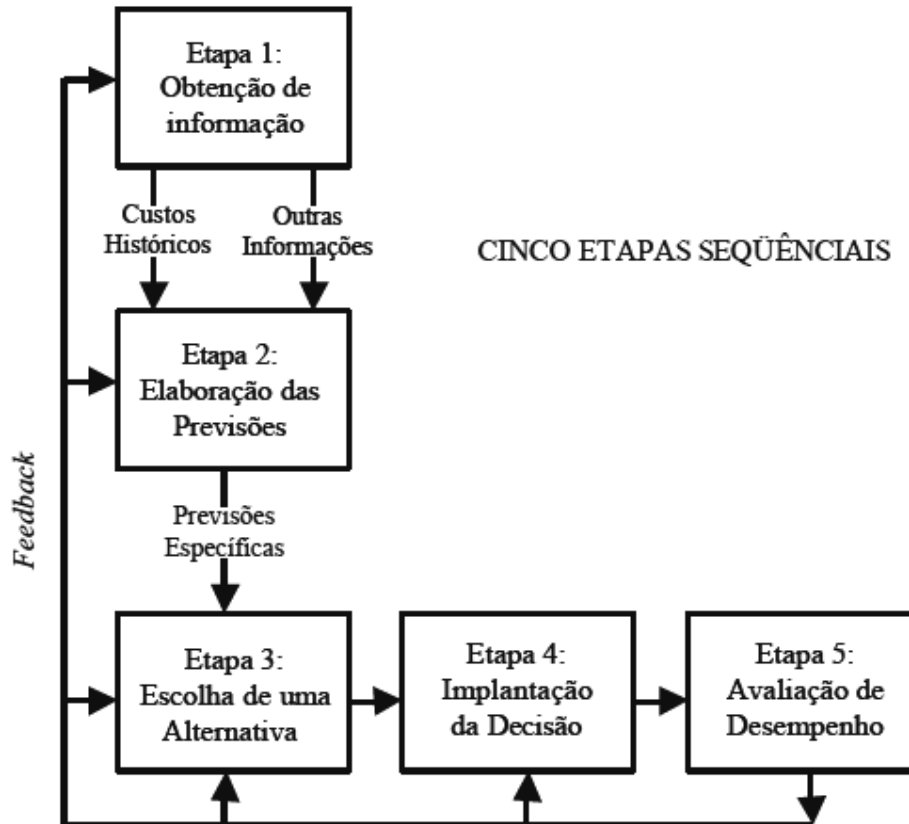 Etapa 1:
Obtenção de
informação
Custos
Históricos
Outras
Informações
CINCO ETAPAS SEQÜÊNCIAIS
Etapa 2:
Elaboração das
Previsões
Feedback
Previsões
Específicas
Etapa 3:
Escolha de uma
Alternativa
Etapa 4:
Implantação
da Decisão
Etapa 5:
Avaliação de
Desempenho